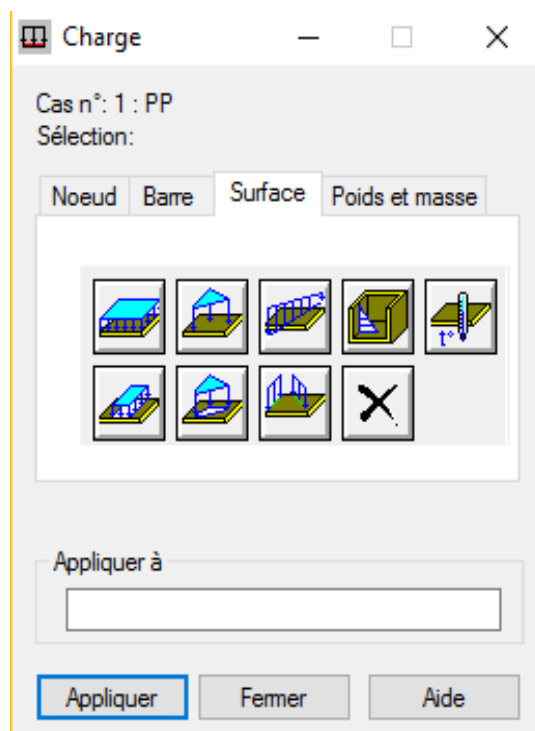 Charge
Cas n°: 1 : PP
Sélection:
Noeud Barre Surface Poids et masse
t°
Appliquer à
Appliquer Fermer Aide